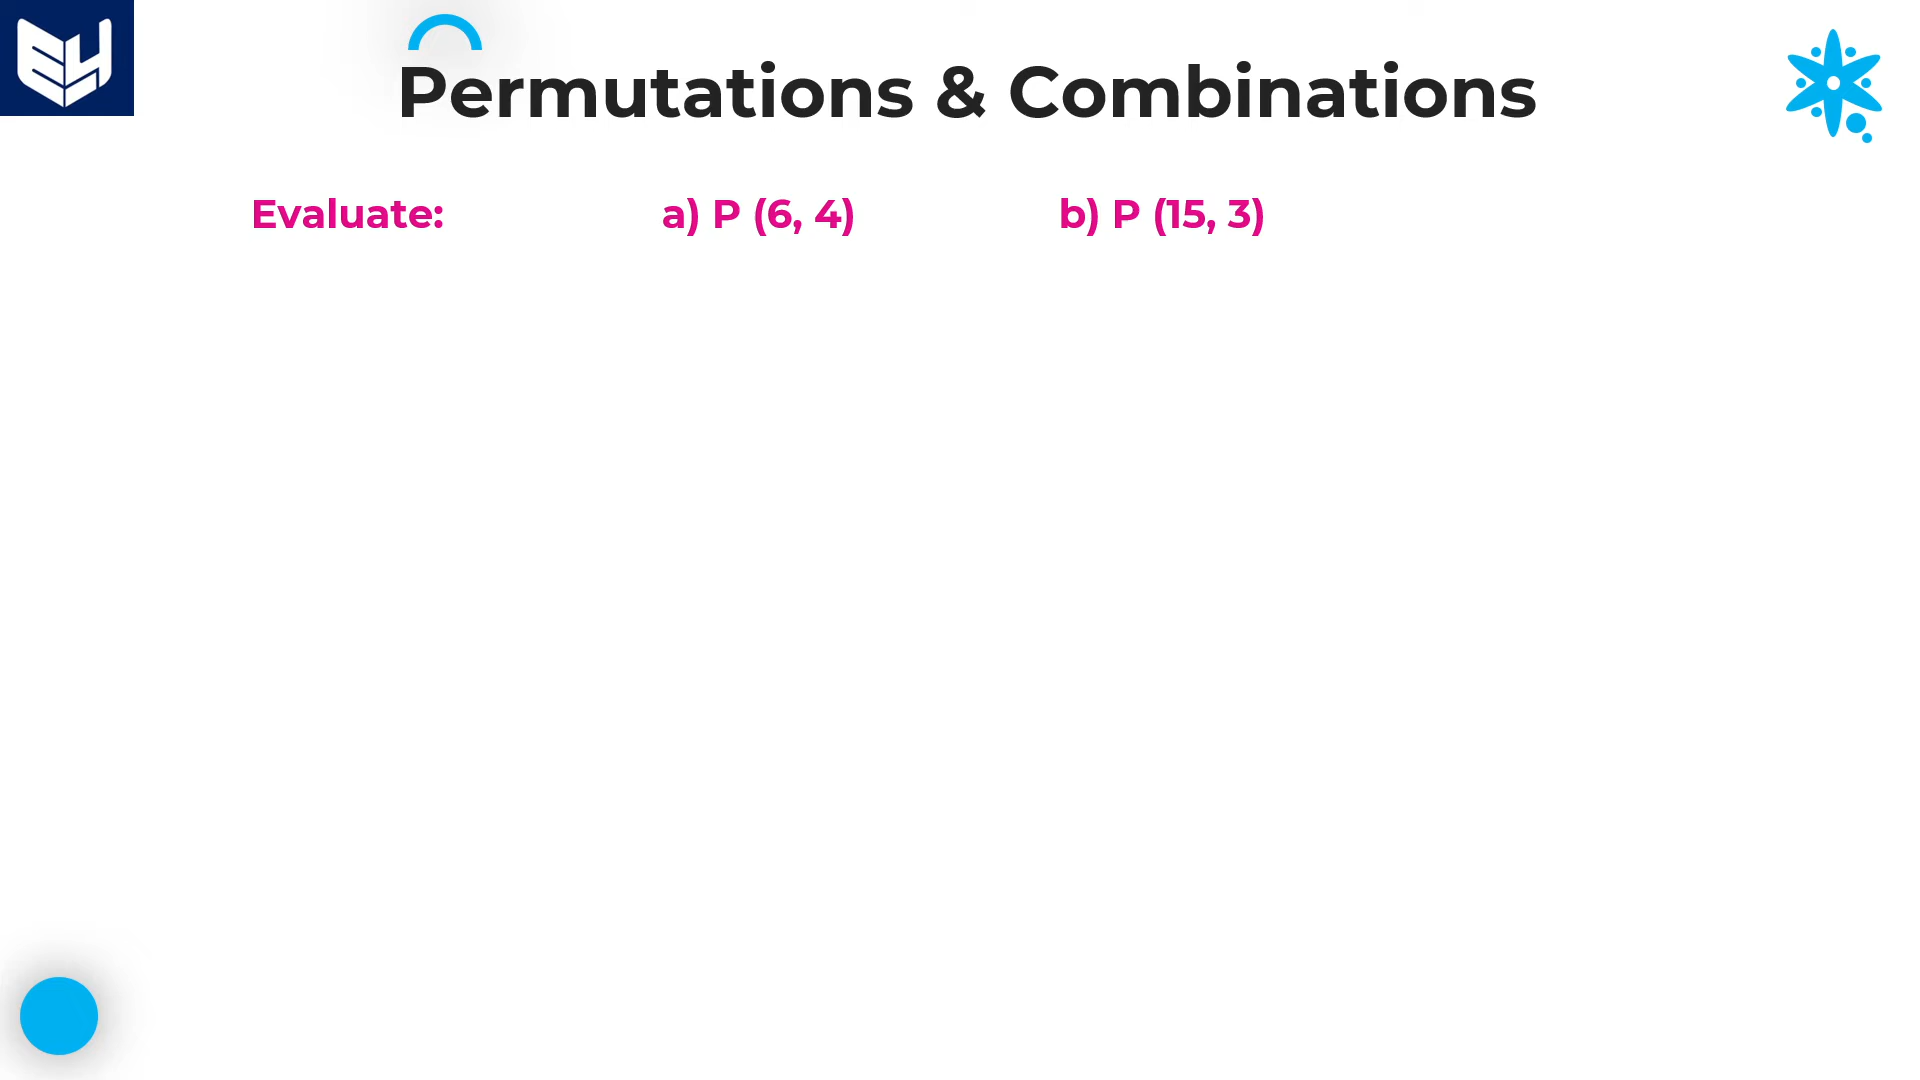 Permutations & Combinations
Evaluate: a) P (6, 4) b) P (15, 3)